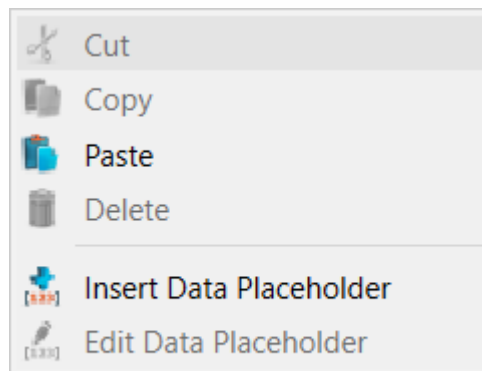 Cut
Copy
Paste
Delete
Insert Data Placeholder
Edit Data Placeholder